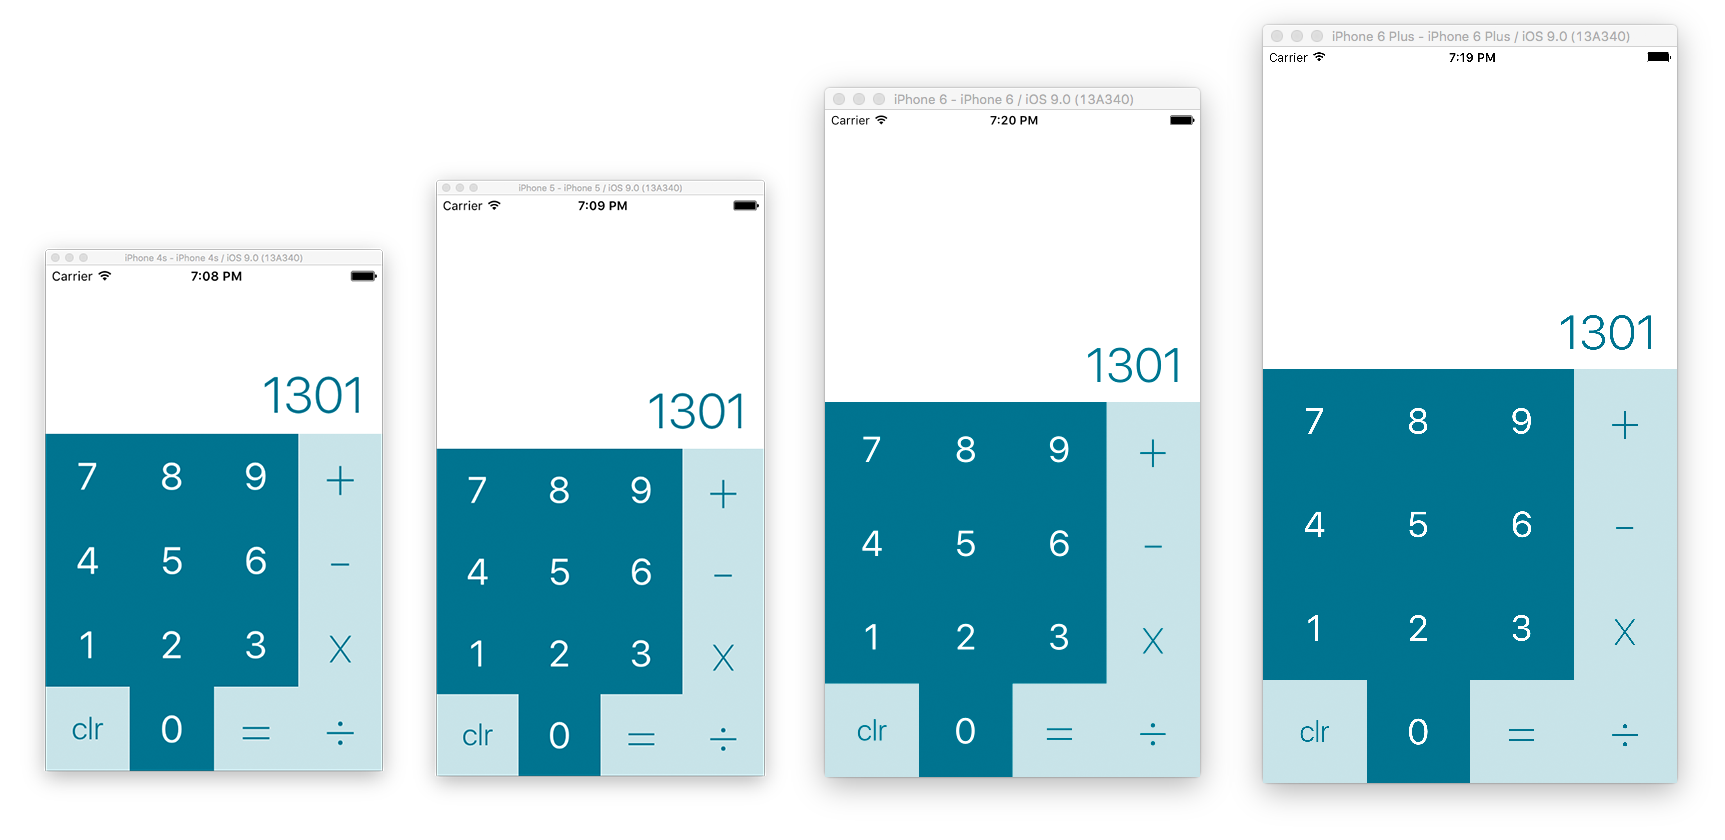 iPhone 4s - iPhone 4s / iOS 9.0 (13A340)
Carrier 7:08 PM
1301
7 8 9 +
4 5 6 −
1 2 3 X
clr 0 = ÷
iPhone 5 - iPhone 5 / iOS 9.0 (13A340)
Carrier 7:09 PM
1301
7 8 9 +
4 5 6 −
1 2 3 X
clr 0 = ÷
iPhone 6 - iPhone 6 / iOS 9.0 (13A340)
Carrier 7:20 PM
1301
7 8 9 +
4 5 6 −
1 2 3 X
clr 0 = ÷
iPhone 6 Plus - iPhone 6 Plus / iOS 9.0 (13A340)
Carrier 7:19 PM
1301
7 8 9 +
4 5 6 −
1 2 3 X
clr 0 = ÷